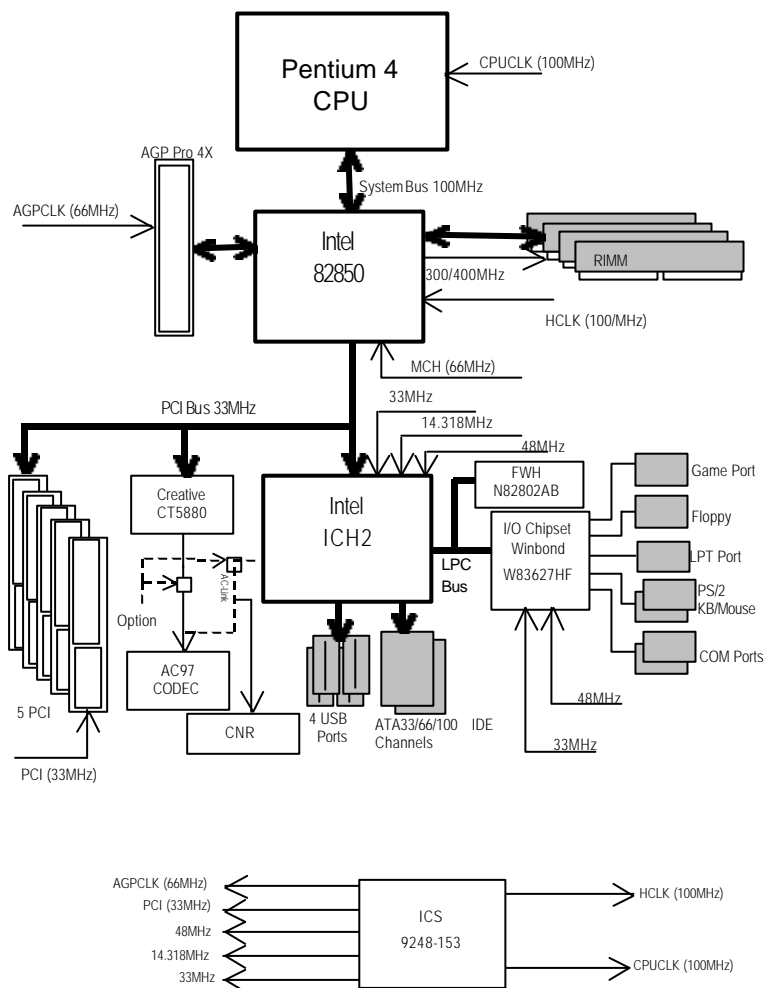 Pentium 4
CPU
CPUCLK (100MHz)
AGP Pro 4X
System Bus 100MHz
AGPCLK (66MHz)
Intel
82850
RIMM
300/400MHz
HCLK (100/MHz)
MCH (66MHz)
33MHz
PCI Bus 33MHz
14.318MHz
48MHz
Creative
CT5880
Intel
ICH2
FWH
N82802AB
Game Port
I/O Chipset
Winbond
W83627HF
Floppy
LPT Port
LPC
Bus
AC-Link
Option
PS/2
KB/Mouse
AC97
CODEC
COM Ports
5 PCI
4 USB
Ports
ATA33/66/100 IDE
Channels
CNR
48MHz
33MHz
PCI (33MHz)
AGPCLK (66MHz)
PCI (33MHz)
48MHz
14.318MHz
33MHz
ICS
9248-153
HCLK (100MHz)
CPUCLK (100MHz)